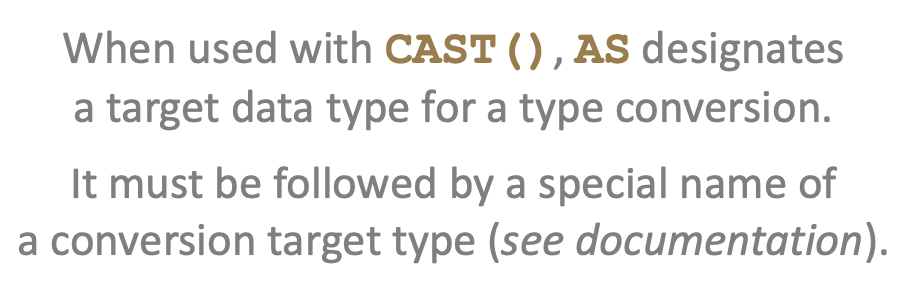 When used with CAST(), AS designates
a target data type for a type conversion.
It must be followed by a special name of
a conversion target type (see documentation).